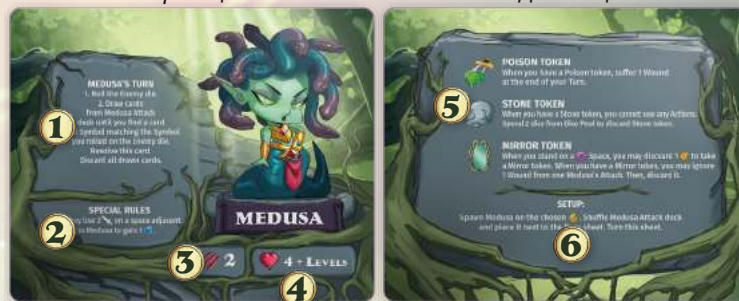 MEDUSA'S TURN
1. Roll the Enemy die.
2. Draw cards
from Medusa Attack
deck until you find a card
Symbol matching the Symbol
you rolled on the Enemy die.
Resolve this card
Discard all drawn cards.
1
SPECIAL RULES
use 2 , on a space adjacent
to Medusa to gain 1
2
MEDUSA
3
2
4 + LEVELS
4
POISON TOKEN
When you have a Poison token, suffer 1 Wound
at the end of your Turn.
5
STONE TOKEN
When you have a Stone token, you cannot use any Actions.
Spend 2 dice from Dice Pool to discard Stone token.
MIRROR TOKEN
When you stand on a Space, you may discard 1 to take
a Mirror token. When you have a Mirror token, you may ignore
1 Wound from one Medusa's Attack. Then, discard it.
SETUP:
Spawn Medusa on the chosen . Shuffle Medusa Attack deck
and place it next to the sheet. Turn this sheet.
6